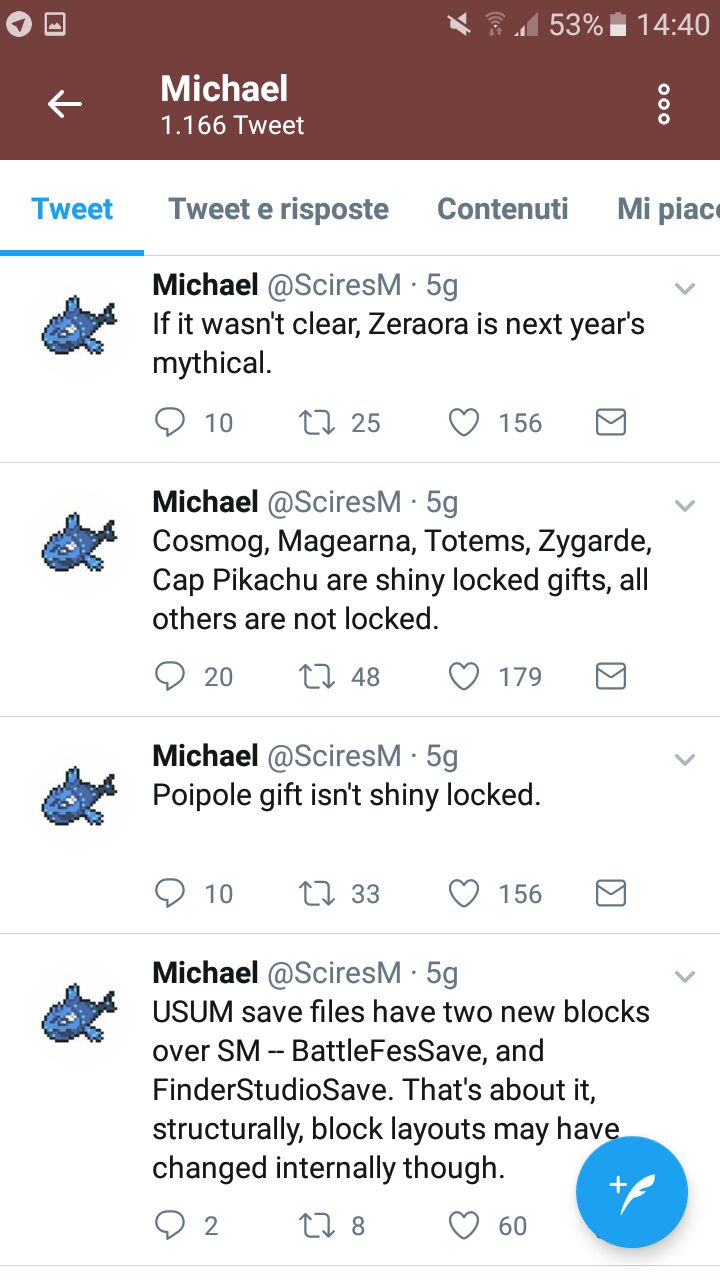 53% 14:40
Michael
1.166 Tweet
Tweet Tweet e risposte Contenuti Mi piac
Michael @SciresM · 5g
If it wasn't clear, Zeraora is next year's
mythical.
10 25 156
Michael @SciresM · 5g
Cosmog, Magearna, Totems, Zygarde,
Cap Pikachu are shiny locked gifts, all
others are not locked.
20 48 179
Michael @SciresM · 5g
Poipole gift isn't shiny locked.
10 33 156
Michael @SciresM · 5g
USUM save files have two new blocks
over SM -- BattleFesSave, and
FinderStudioSave. That's about it,
structurally, block layouts may have
changed internally though.
2 8 60